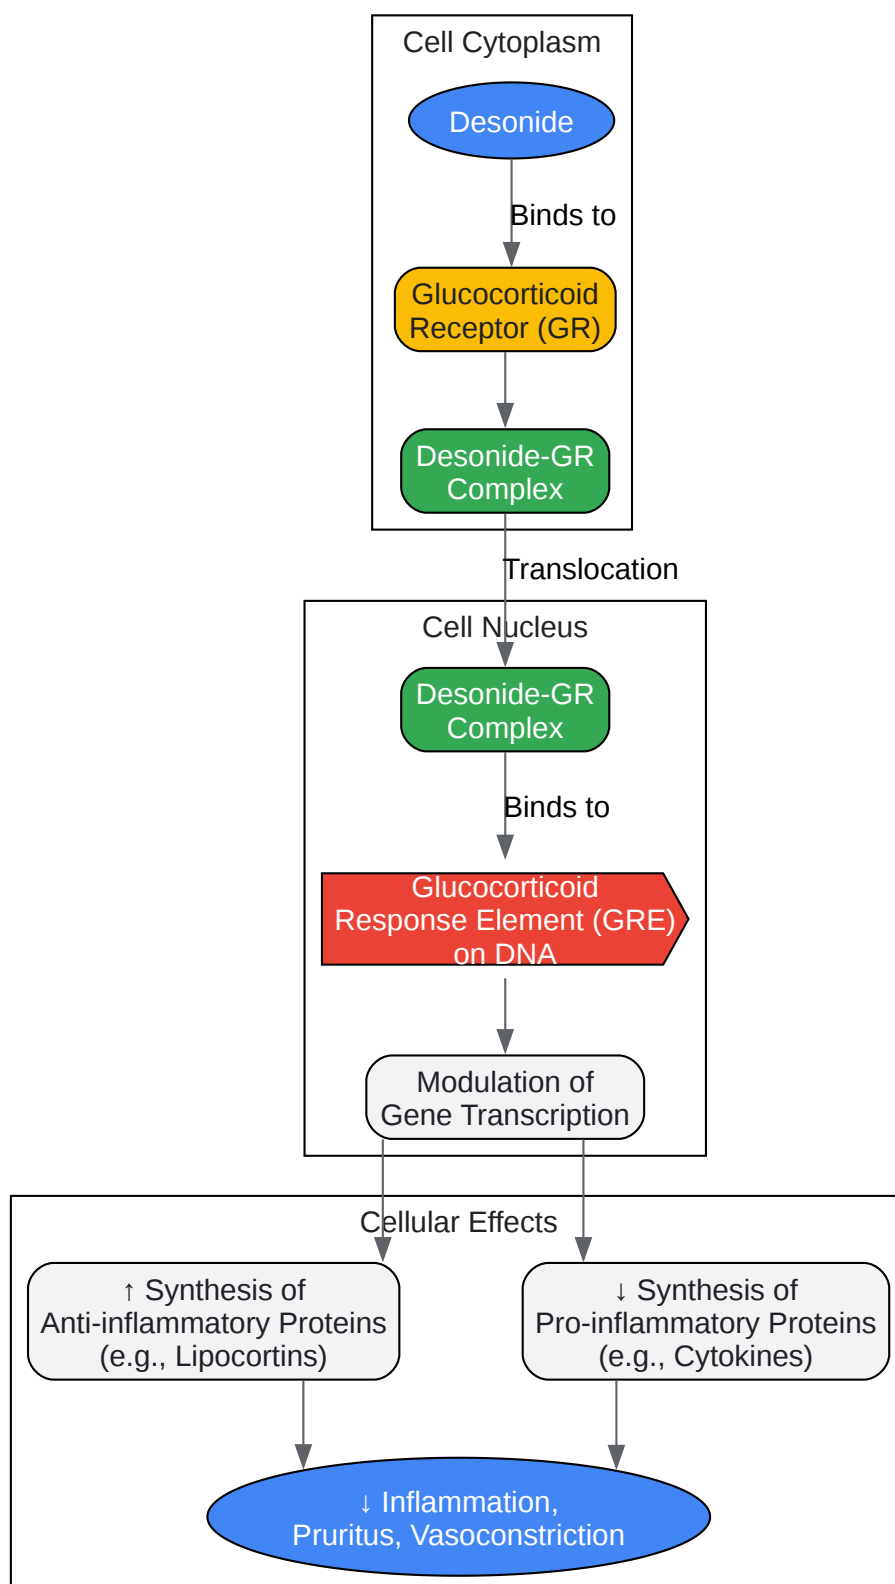 Cell Cytoplasm
Desonide
Binds to
Glucocorticoid
Receptor (GR)
Desonide-GR
Complex
Translocation
Cell Nucleus
Desonide-GR
Complex
Binds to
Glucocorticoid
Response Element (GRE)
on DNA
Modulation of
Gene Transcription
Cellular Effects
↑ Synthesis of
Anti-inflammatory Proteins
(e.g., Lipocortins)
↓ Synthesis of
Pro-inflammatory Proteins
(e.g., Cytokines)
↓ Inflammation,
Pruritus, Vasoconstriction